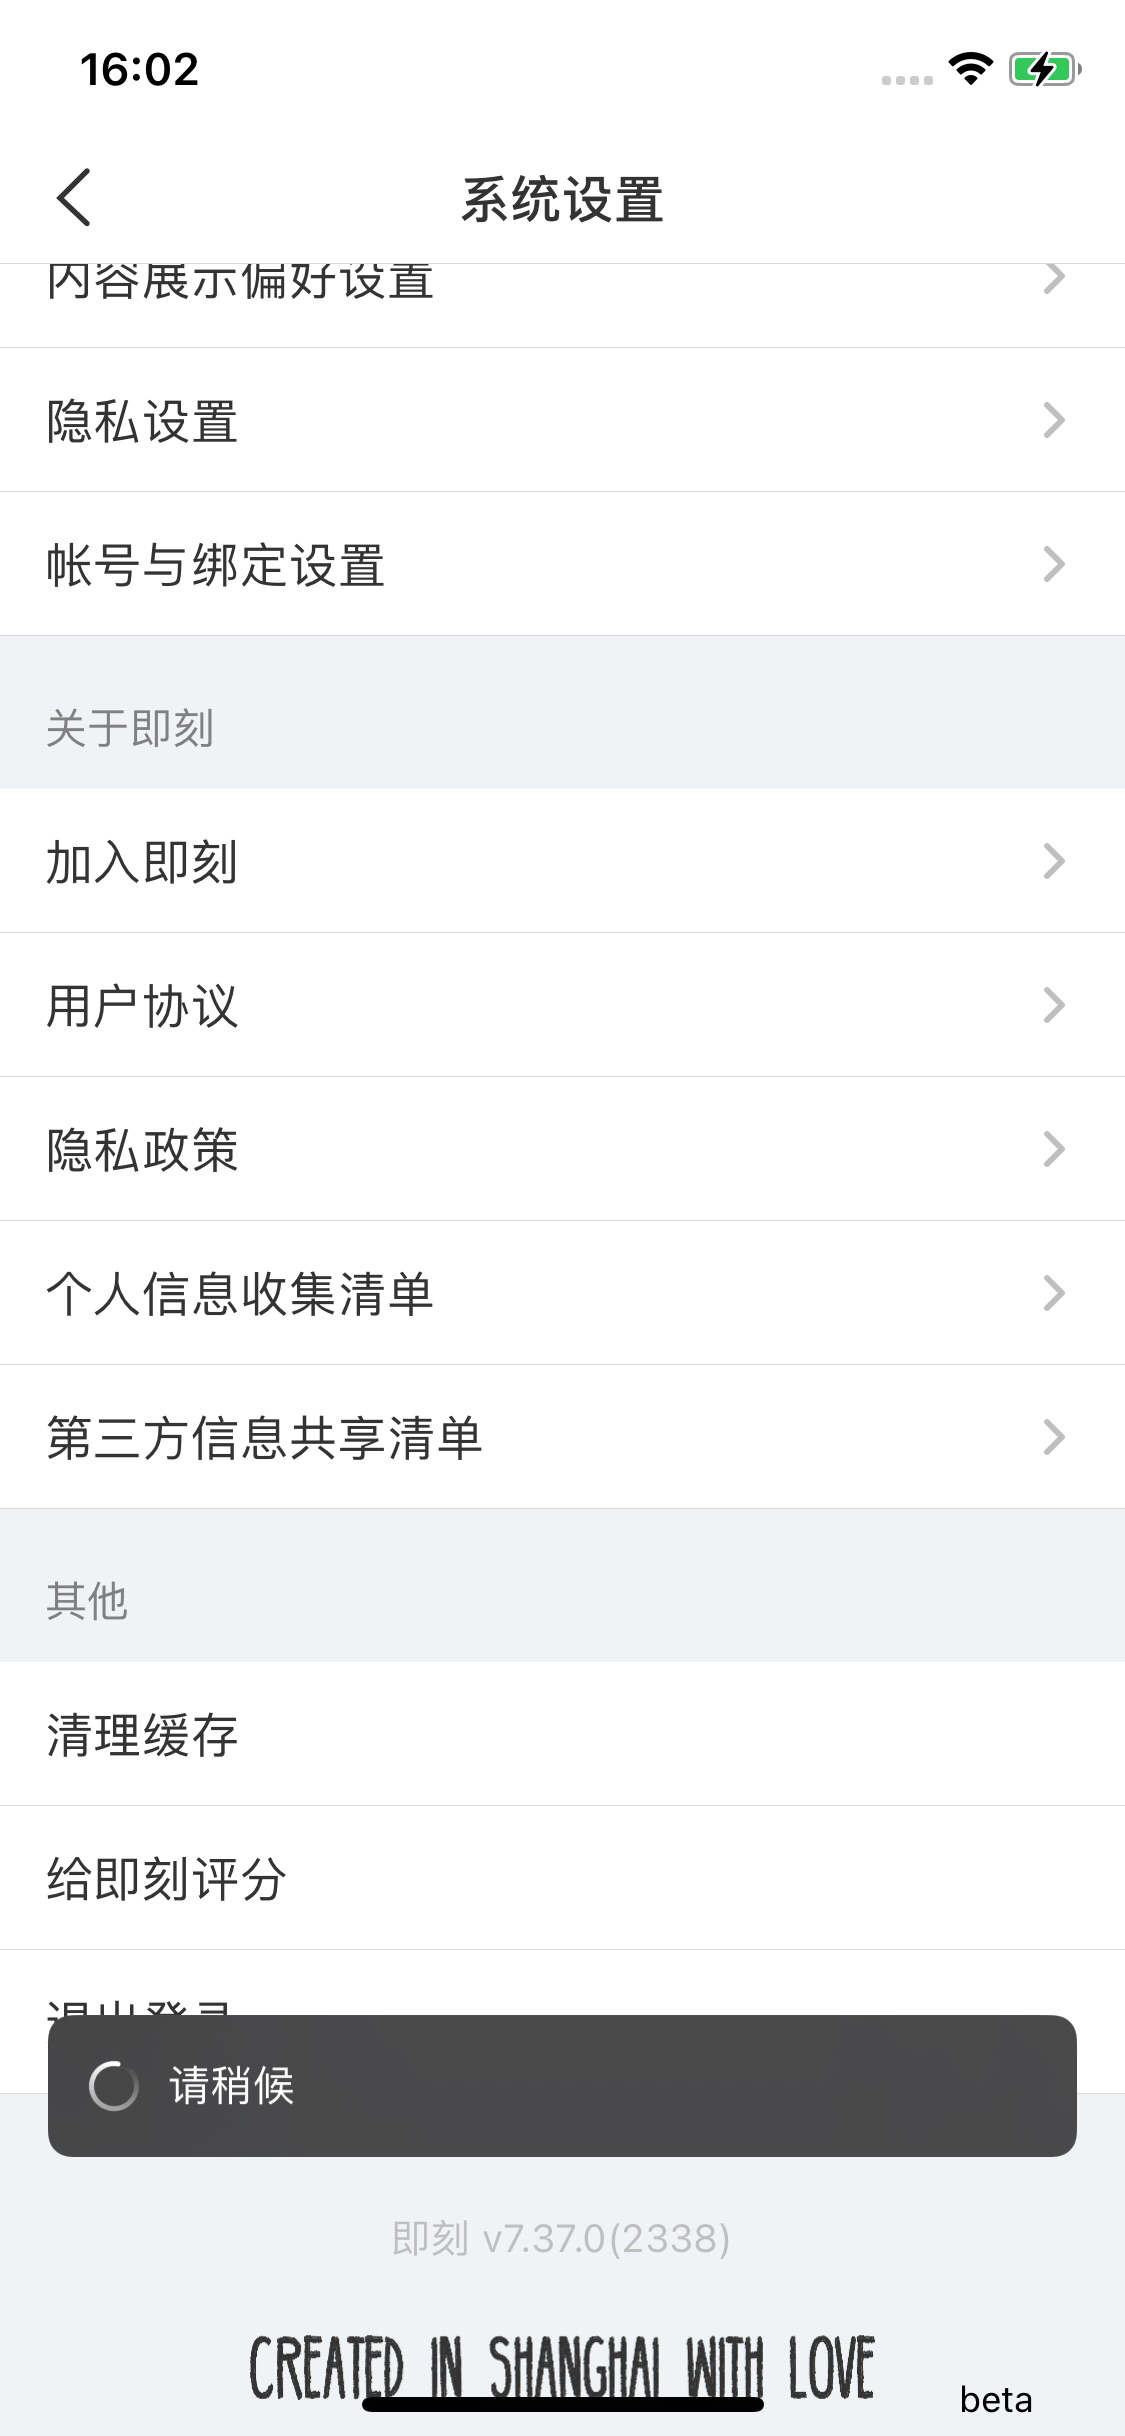 16:02
系统设置
内容展示偏好设置
隐私设置
帐号与绑定设置
关于即刻
加入即刻
用户协议
隐私政策
个人信息收集清单
第三方信息共享清单
其他
清理缓存
给即刻评分
退出登录
请稍候
即刻 v7.37.0(2338)
CREATED IN SHANGHAI WITH LOVE
beta